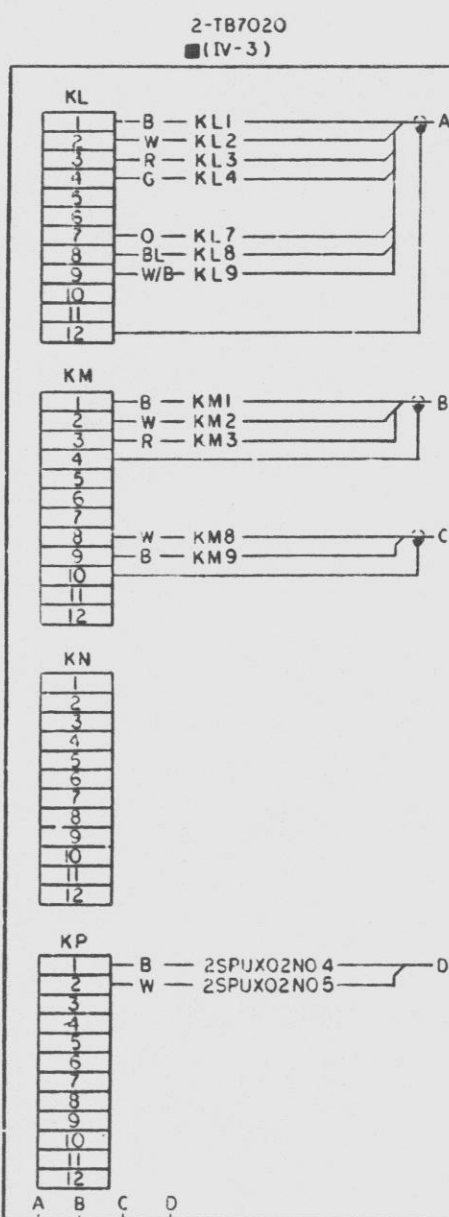 2-TB7020
■(IV-3)
KL
1 B KL1 A
2 W KL2
3 R KL3
4 G KL4
5
6
7 O KL7
8 BL KL8
9 W/B KL9
10
11
12
KM
1 B KM1 B
2 W KM2
3 R KM3
4
5
6
7
8 W KM8 C
9 B KM9
10
11
12
KN
1
2
3
4
5
6
7
8
9
10
11
12
KP
1 B 2SPUX02N04 D
2 W 2SPUX02N05
3
4
5
6
7
8
9
10
11
12
A B C D